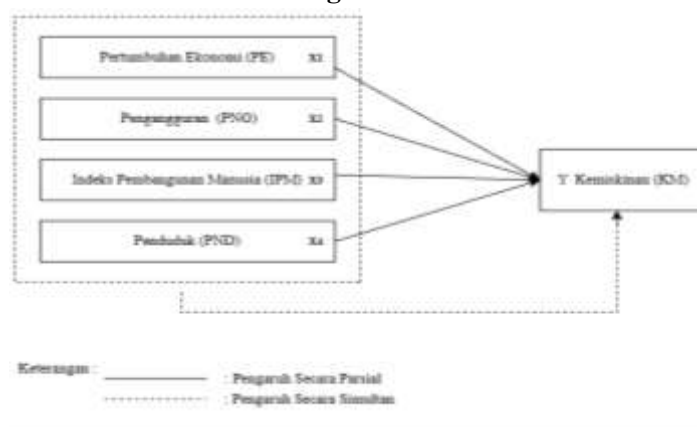 Pertumbuhan Ekonomi (PE) X1
Pengangguran (PNG) X2
Indeks Pembangunan Manusia (IPM) X3
Penduduk (PND) X4
Y Kemiskinan (KM)
Keterangan :
: Pengaruh Secara Parsial
: Pengaruh Secara Simultan